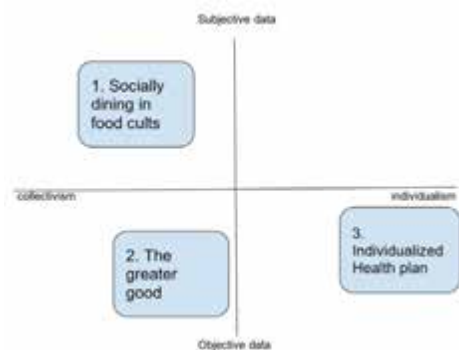 Subjective data
1. Socially
dining in
food cults
collectivism
individualism
2. The
greater
good
3.
Individualized
Health plan
Objective data